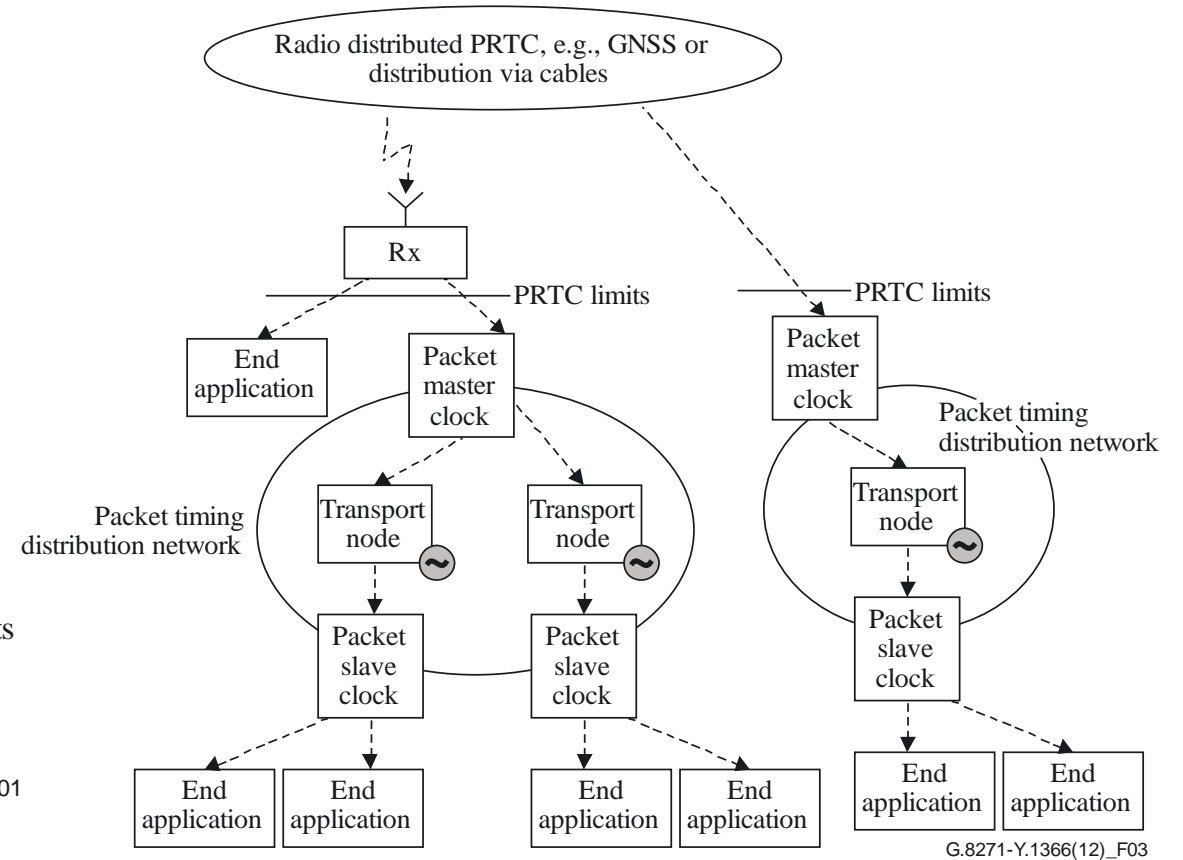 Radio distributed PRTC, e.g., GNSS or
distribution via cables
Rx
PRTC limits
PRTC limits
End
application
Packet
master
clock
Packet
master
clock
Packet timing
distribution network
Transport
node
Transport
node
Transport
node
Packet timing
distribution network
ts
Packet
slave
clock
Packet
slave
clock
Packet
slave
clock
End
application
End
application
End
application
End
application
End
application
End
application
01
G.8271-Y.1366(12)_F03